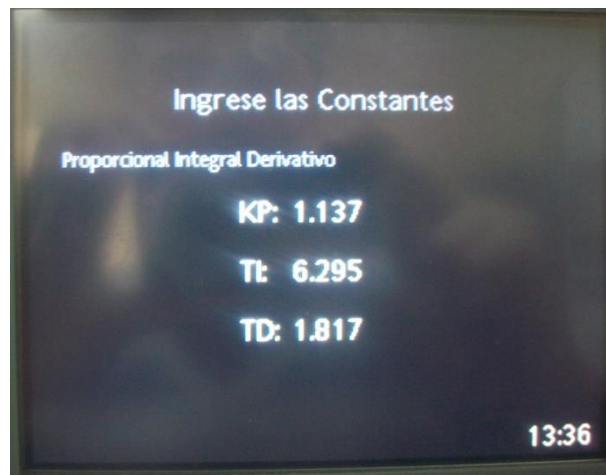 Ingrese las Constantes
Proporcional Integral Derivativo
KP: 1.137
TI: 6.295
TD: 1.817
13:36